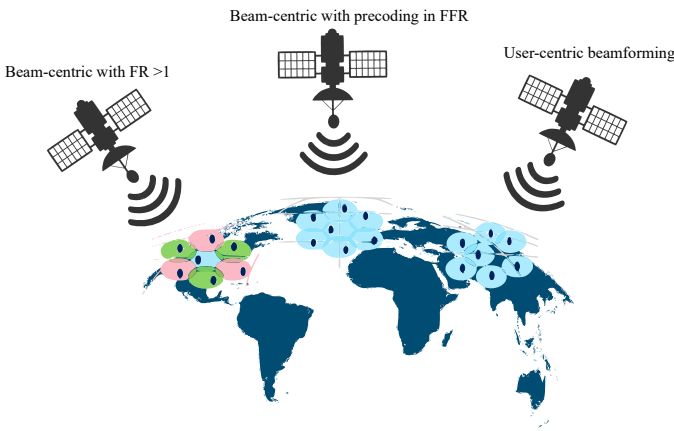 Beam-centric with precoding in FFR
User-centric beamforming
Beam-centric with FR >1